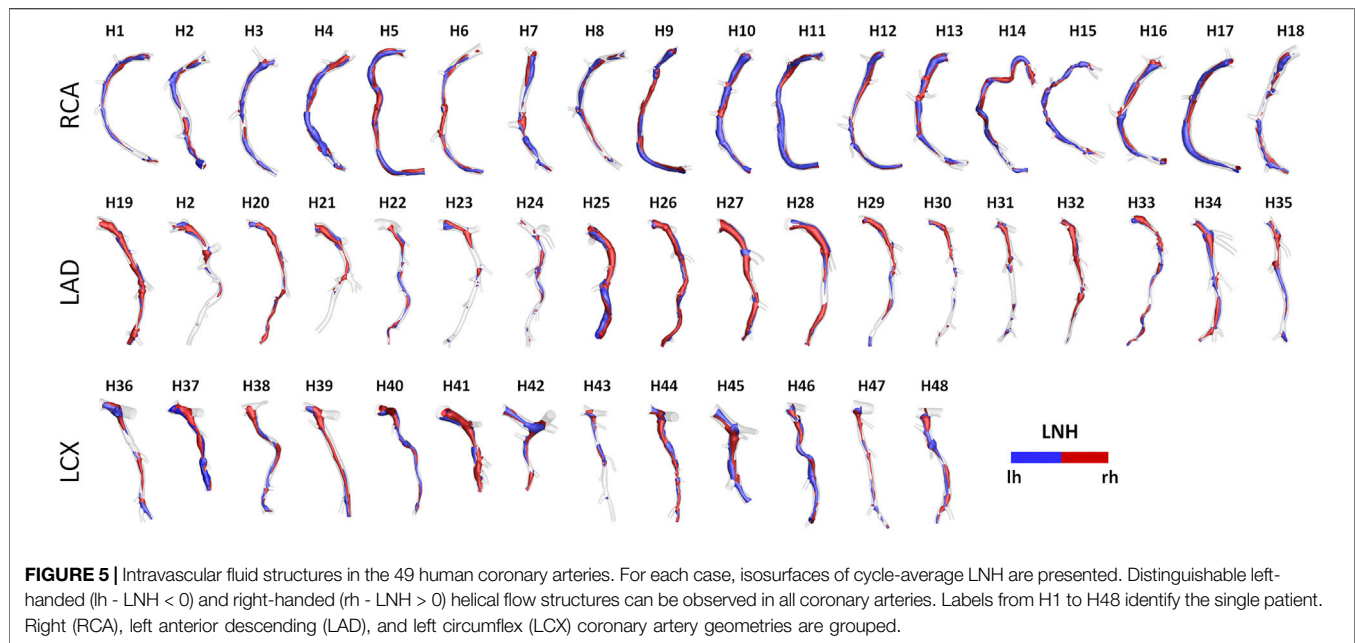 H1 H2 H3 H4 H5 H6 H7 H8 H9 H10 H11 H12 H13 H14 H15 H16 H17 H18
RCA
H19 H2 H20 H21 H22 H23 H24 H25 H26 H27 H28 H29 H30 H31 H32 H33 H34 H35
LAD
H36 H37 H38 H39 H40 H41 H42 H43 H44 H45 H46 H47 H48
LCX
LNH
lh rh
FIGURE 5 | Intravascular fluid structures in the 49 human coronary arteries. For each case, isosurfaces of cycle-average LNH are presented. Distinguishable left-
handed (lh - LNH < 0) and right-handed (rh - LNH > 0) helical flow structures can be observed in all coronary arteries. Labels from H1 to H48 identify the single patient.
Right (RCA), left anterior descending (LAD), and left circumflex (LCX) coronary artery geometries are grouped.